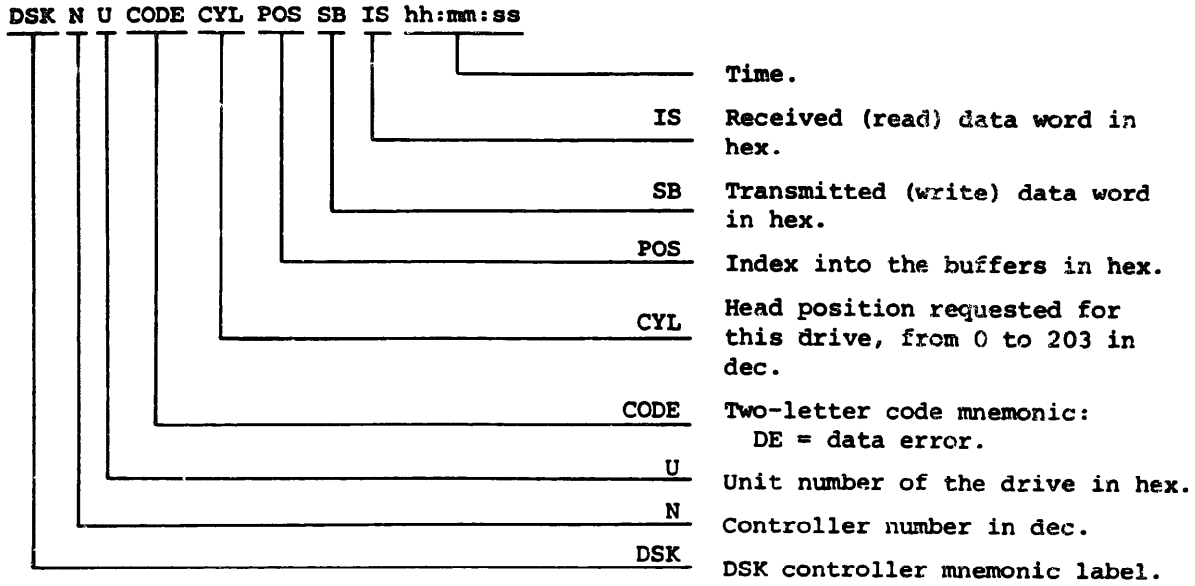 DSK N U CODE CYL POS SB IS hh:mm:ss
Time.
IS Received (read) data word in
hex.
SB Transmitted (write) data word
in hex.
POS Index into the buffers in hex.
CYL Head position requested for
this drive, from 0 to 203 in
dec.
CODE Two-letter code mnemonic:
DE = data error.
U Unit number of the drive in hex.
N Controller number in dec.
DSK DSK controller mnemonic label.